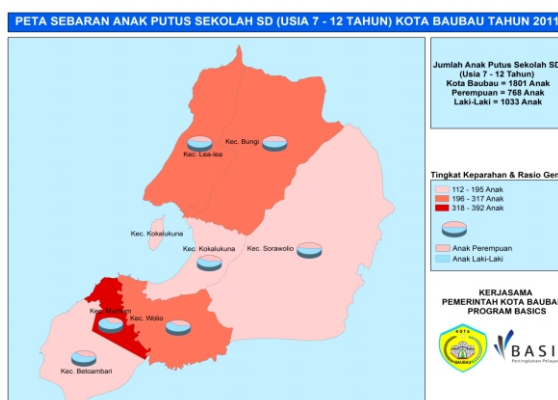 PETA SEBARAN ANAK PUTUS SEKOLAH SD (USIA 7 - 12 TAHUN) KOTA BAUBAU TAHUN 2011
Jumlah Anak Putus Sekolah SD
(Usia 7 - 12 Tahun)
Kota Baubau = 1801 Anak
Perempuan = 768 Anak
Laki-Laki = 1033 Anak
Kec. Lea-lea
Kec. Bungi
Kec. Kokalukuna
Kec. Kokalukuna
Kec. Sorawolio
Kec. Wolio
Kec. Betoambari
Tingkat Keparahan & Rasio Gen
112 - 195 Anak
196 - 317 Anak
318 - 392 Anak
Anak Perempuan
Anak Laki-Laki
KERJASAMA
PEMERINTAH KOTA BAUBA
PROGRAM BASICS
KOTA
BAUBAU
BASI